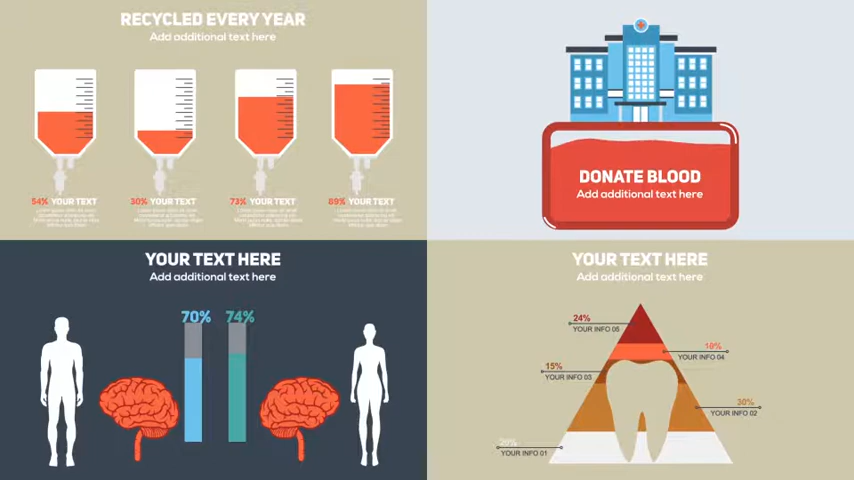 RECYCLED EVERY YEAR
Add additional text here
54% YOUR TEXT
30% YOUR TEXT
73% YOUR TEXT
89% YOUR TEXT
DONATE BLOOD
Add additional text here
YOUR TEXT HERE
Add additional text here
70% 74%
YOUR TEXT HERE
Add additional text here
24%
YOUR INFO 05
10%
YOUR INFO 04
15%
YOUR INFO 03
30%
YOUR INFO 02
YOUR INFO 01